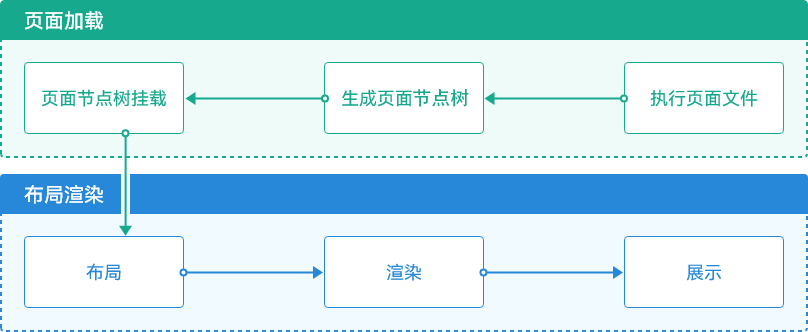 页面加载
页面节点树挂载
生成页面节点树
执行页面文件
布局渲染
布局
渲染
展示